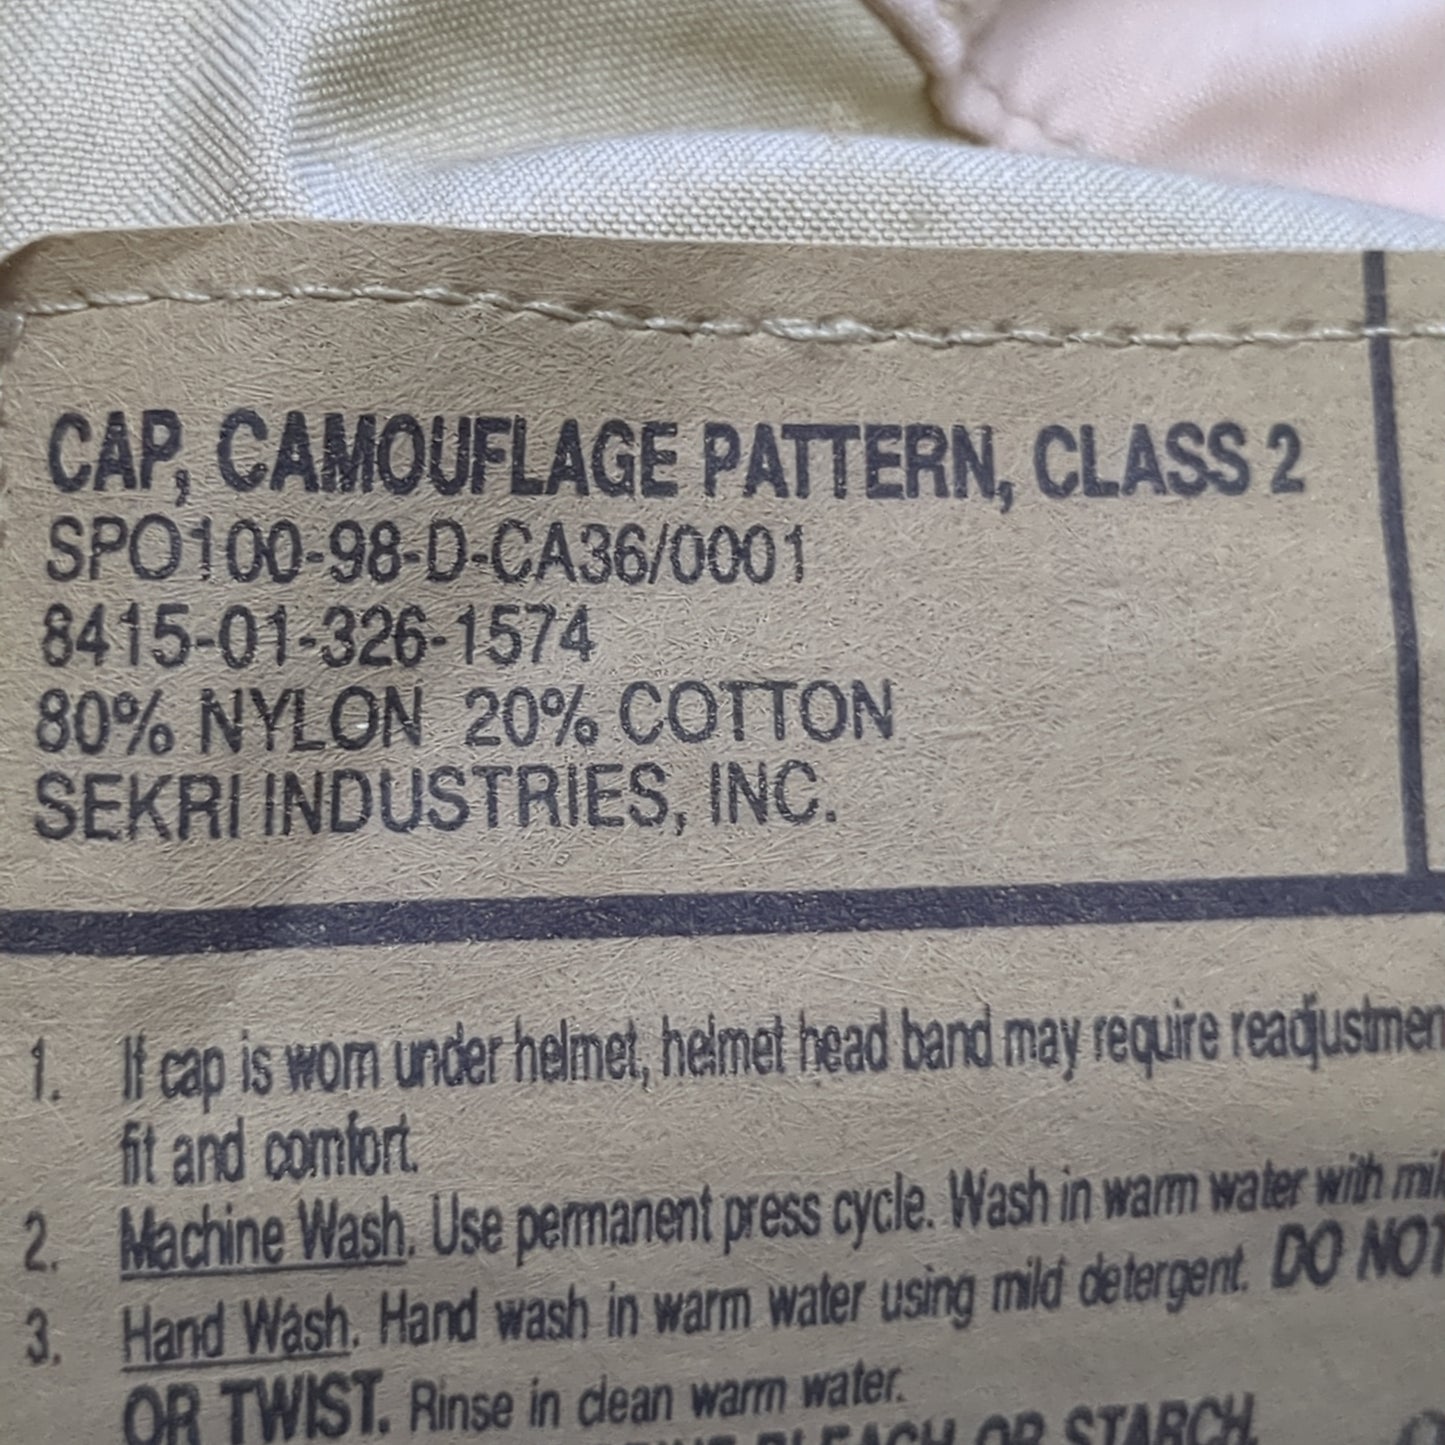 CAP, CAMOUFLAGE PATTERN, CLASS 2
SPO100-98-D-CA36/0001
8415-01-326-1574
80% NYLON 20% COTTON
SEKRI INDUSTRIES, INC.
1. If cap is worn under helmet, helmet head band may require
fit and comfort.
2. Machine Wash. Use permanent press cycle. Wash in warm water with
3. Hand Wash. Hand wash in warm water using mild detergent. DO NOT
OR TWIST. Rinse in clean warm water.
BLEACH OR STARCH.